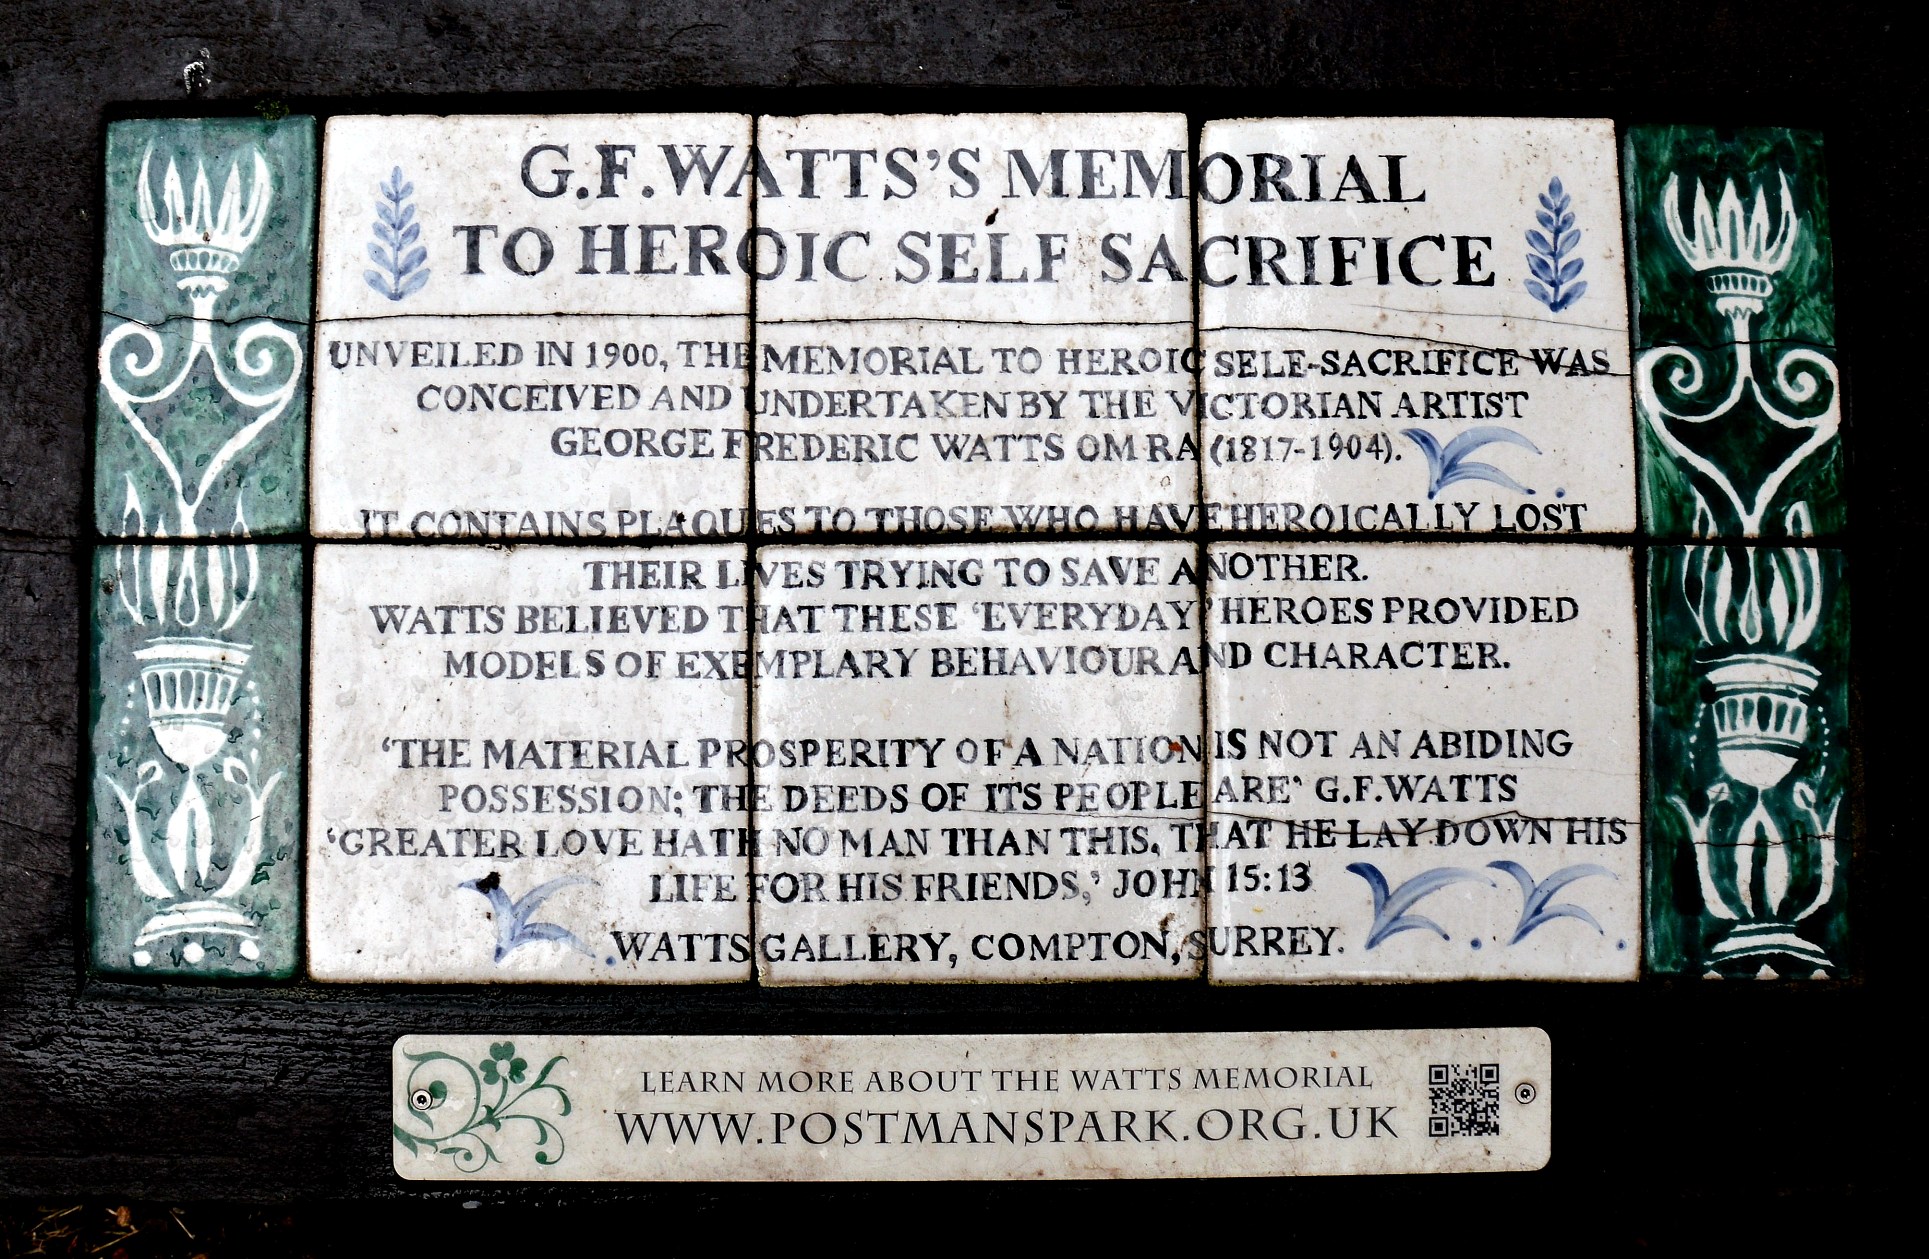 G.F.WATTS'S MEMORIAL
TO HEROIC SELF SACRIFICE
UNVEILED IN 1900, THE MEMORIAL TO HEROIC SELF-SACRIFICE WAS
CONCEIVED AND UNDERTAKEN BY THE VICTORIAN ARTIST
GEORGE FREDERIC WATTS OM RA (1817-1904).
IT CONTAINS PLAQUES TO THOSE WHO HAVE HEROICALLY LOST
THEIR LIVES TRYING TO SAVE ANOTHER.
WATTS BELIEVED THAT THESE 'EVERYDAY' HEROES PROVIDED
MODELS OF EXEMPLARY BEHAVIOUR AND CHARACTER.
'THE MATERIAL PROSPERITY OF A NATION IS NOT AN ABIDING
POSSESSION; THE DEEDS OF ITS PEOPLE ARE' G.F.WATTS
'GREATER LOVE HATH NO MAN THAN THIS, THAT HE LAY DOWN HIS
LIFE FOR HIS FRIENDS,' JOHN 15:13
WATTS GALLERY, COMPTON, SURREY.
LEARN MORE ABOUT THE WATTS MEMORIAL
WWW.POSTMANSPARK.ORG.UK